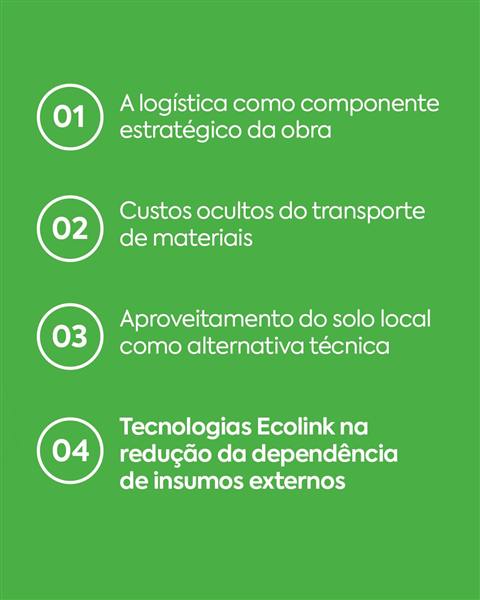 01
A logística como componente
estratégico da obra
02
Custos ocultos do transporte
de materiais
03
Aproveitamento do solo local
como alternativa técnica
04
Tecnologias Ecolink na
redução da dependência
de insumos externos